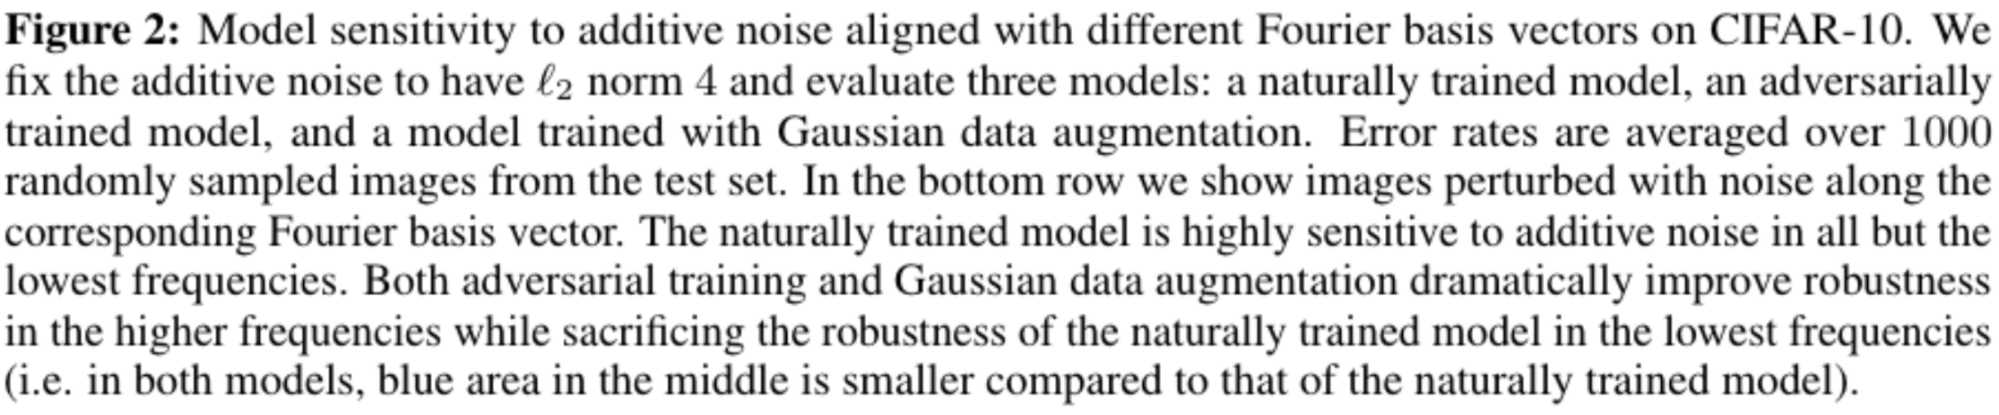 Figure 2: Model sensitivity to additive noise aligned with different Fourier basis vectors on CIFAR-10. We
fix the additive noise to have ℓ₂ norm 4 and evaluate three models: a naturally trained model, an adversarially
trained model, and a model trained with Gaussian data augmentation. Error rates are averaged over 1000
randomly sampled images from the test set. In the bottom row we show images perturbed with noise along the
corresponding Fourier basis vector. The naturally trained model is highly sensitive to additive noise in all but the
lowest frequencies. Both adversarial training and Gaussian data augmentation dramatically improve robustness
in the higher frequencies while sacrificing the robustness of the naturally trained model in the lowest frequencies
(i.e. in both models, blue area in the middle is smaller compared to that of the naturally trained model).